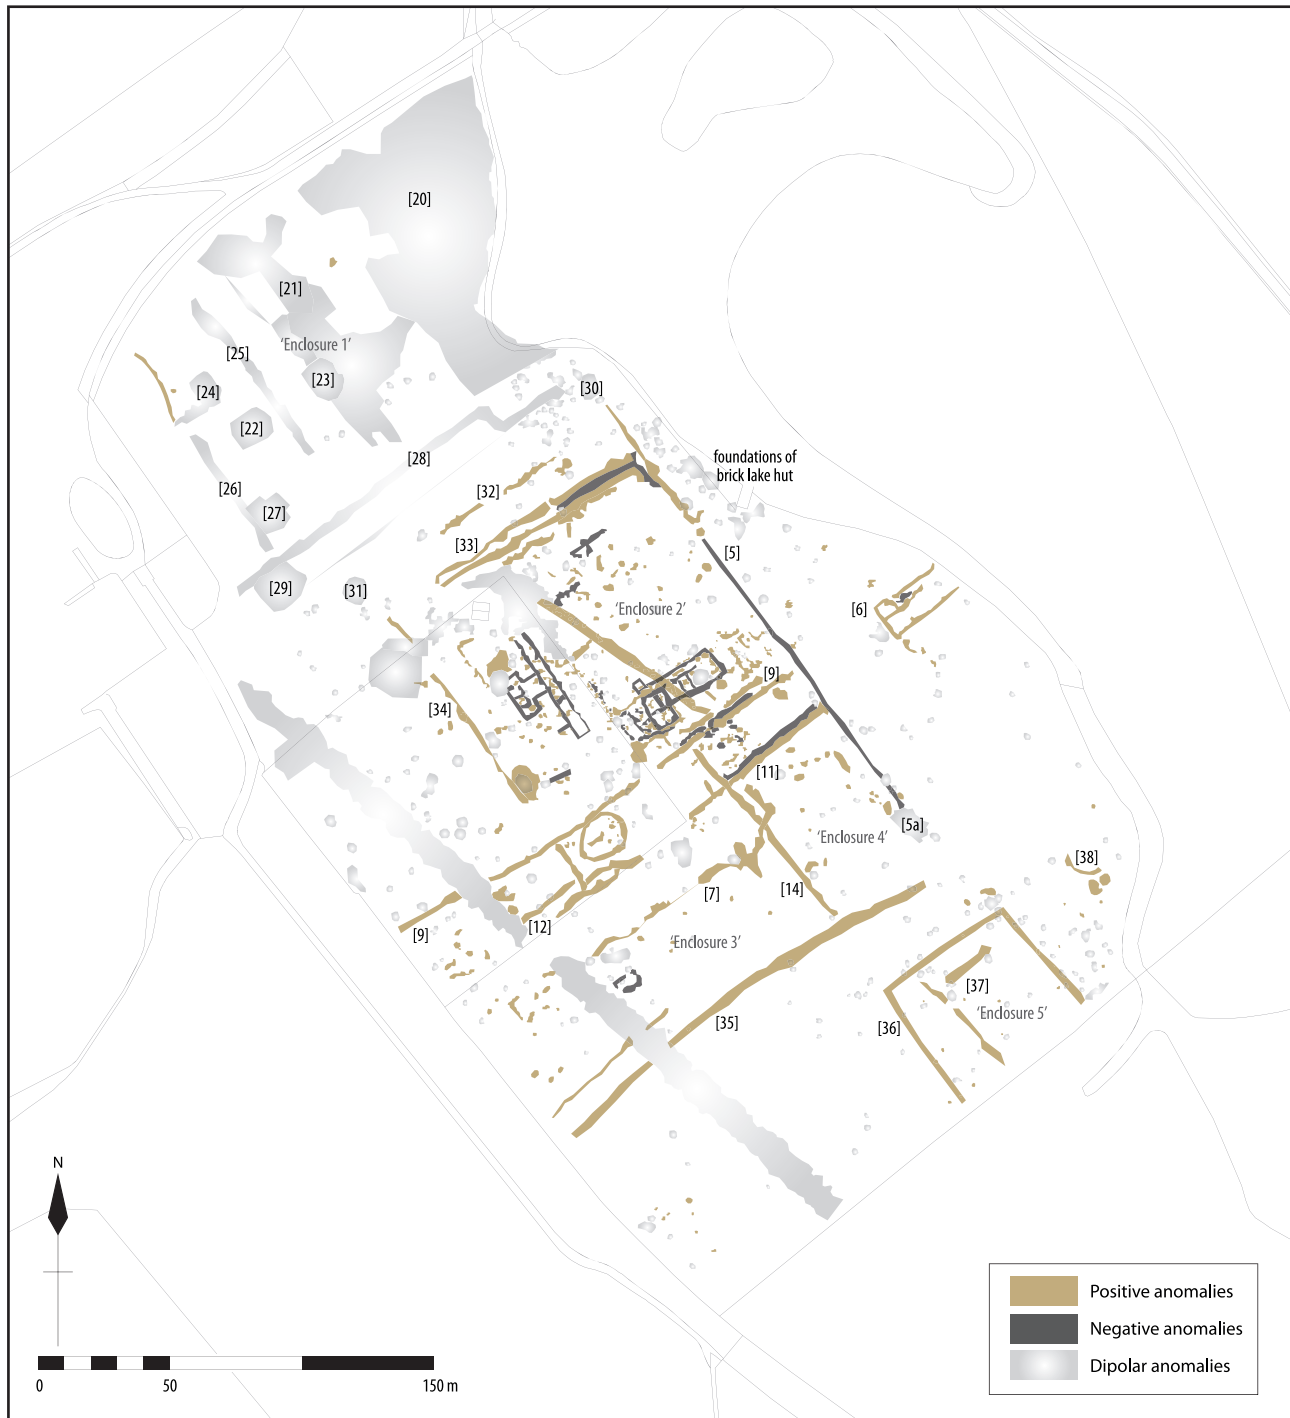 [20]
[21]
'Enclosure 1'
[25]
[23]
[24]
[30]
[22]
[28]
foundations of
brick lake hut
[26]
[32]
[27]
[33]
[5]
[29]
[31]
'Enclosure 2'
[6]
[9]
[34]
[11]
[5a]
'Enclosure 4'
[38]
[7]
[14]
[9]
[12]
'Enclosure 3'
[37]
'Enclosure 5'
[35]
[36]
N
0
50
150 m
Positive anomalies
Negative anomalies
Dipolar anomalies